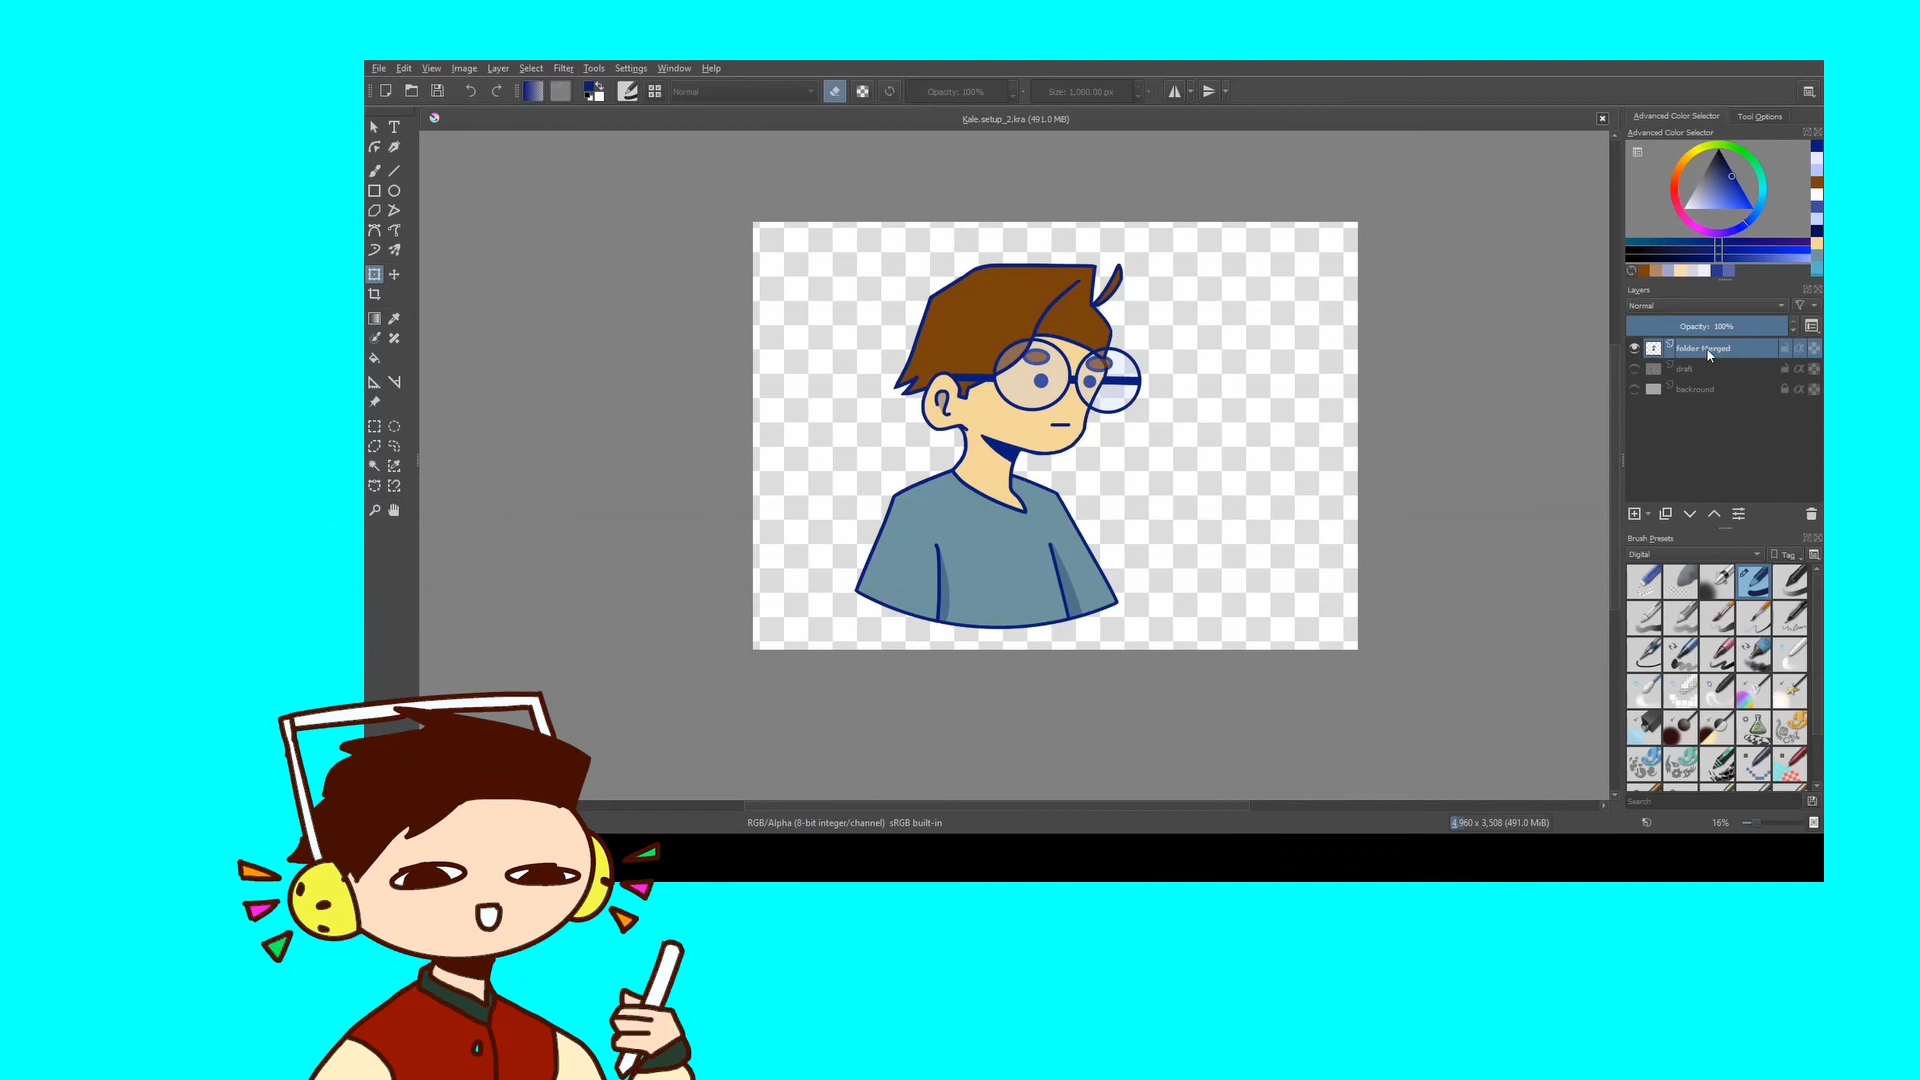 File Edit View Image Layer Select Filter Tools Settings Window Help
Normal Opacity: 100% Size: 1,000.00 px
Kale.setup_2.kra (491.0 MiB)
Advanced Color Selector Tool Options
Advanced Color Selector
Layers
Normal
Opacity: 100%
folder Merged
draft
backround
Brush Presets
Digital Tag
Search
RGB/Alpha (8-bit integer/channel) sRGB built-in 4,960 x 3,508 (491.0 MiB) 16%